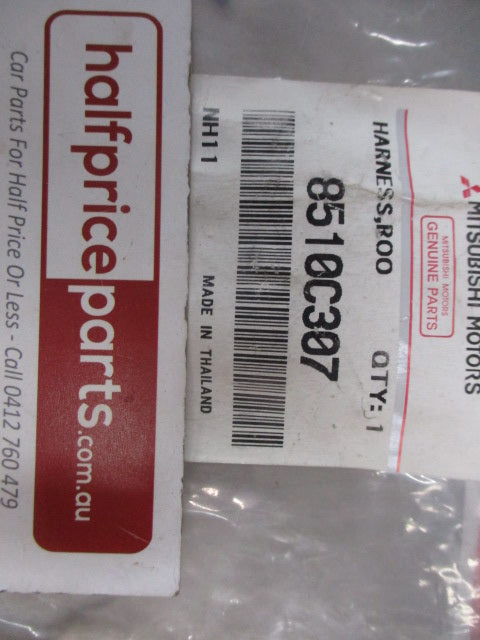 halfpriceparts.com.au
Car Parts For Half Price Or Less - Call 0412 760 479
MITSUBISHI MOTORS
MITSUBISHI MOTORS
GENUINE PARTS
HARNESS,ROO QTY: 1
8510C307
NH11 MADE IN THAILAND